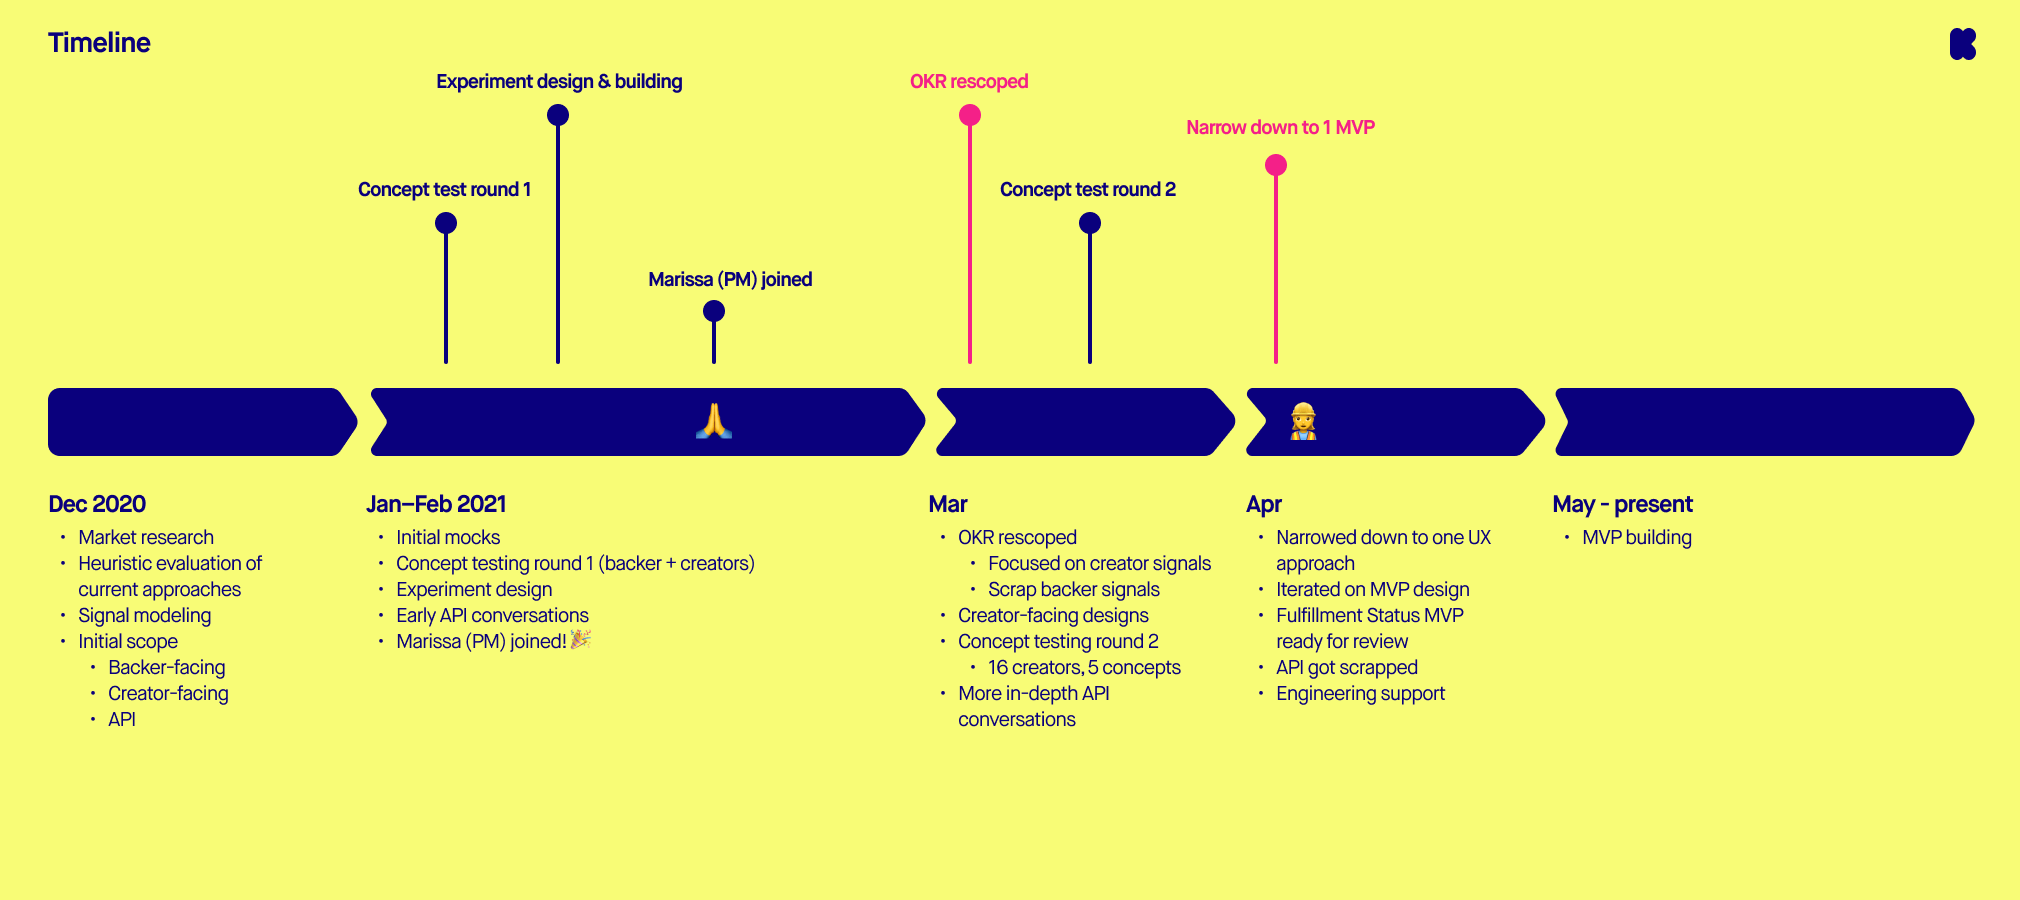 Timeline
Experiment design & building
OKR rescoped
Narrow down to 1 MVP
Concept test round 1
Concept test round 2
Marissa (PM) joined
Dec 2020
• Market research
• Heuristic evaluation of
current approaches
• Signal modeling
• Initial scope
• Backer-facing
• Creator-facing
• API
Jan–Feb 2021
• Initial mocks
• Concept testing round 1 (backer + creators)
• Experiment design
• Early API conversations
• Marissa (PM) joined! 🎉
Mar
• OKR rescoped
• Focused on creator signals
• Scrap backer signals
• Creator-facing designs
• Concept testing round 2
• 16 creators, 5 concepts
• More in-depth API
conversations
Apr
• Narrowed down to one UX
approach
• Iterated on MVP design
• Fulfillment Status MVP
ready for review
• API got scrapped
• Engineering support
May - present
• MVP building